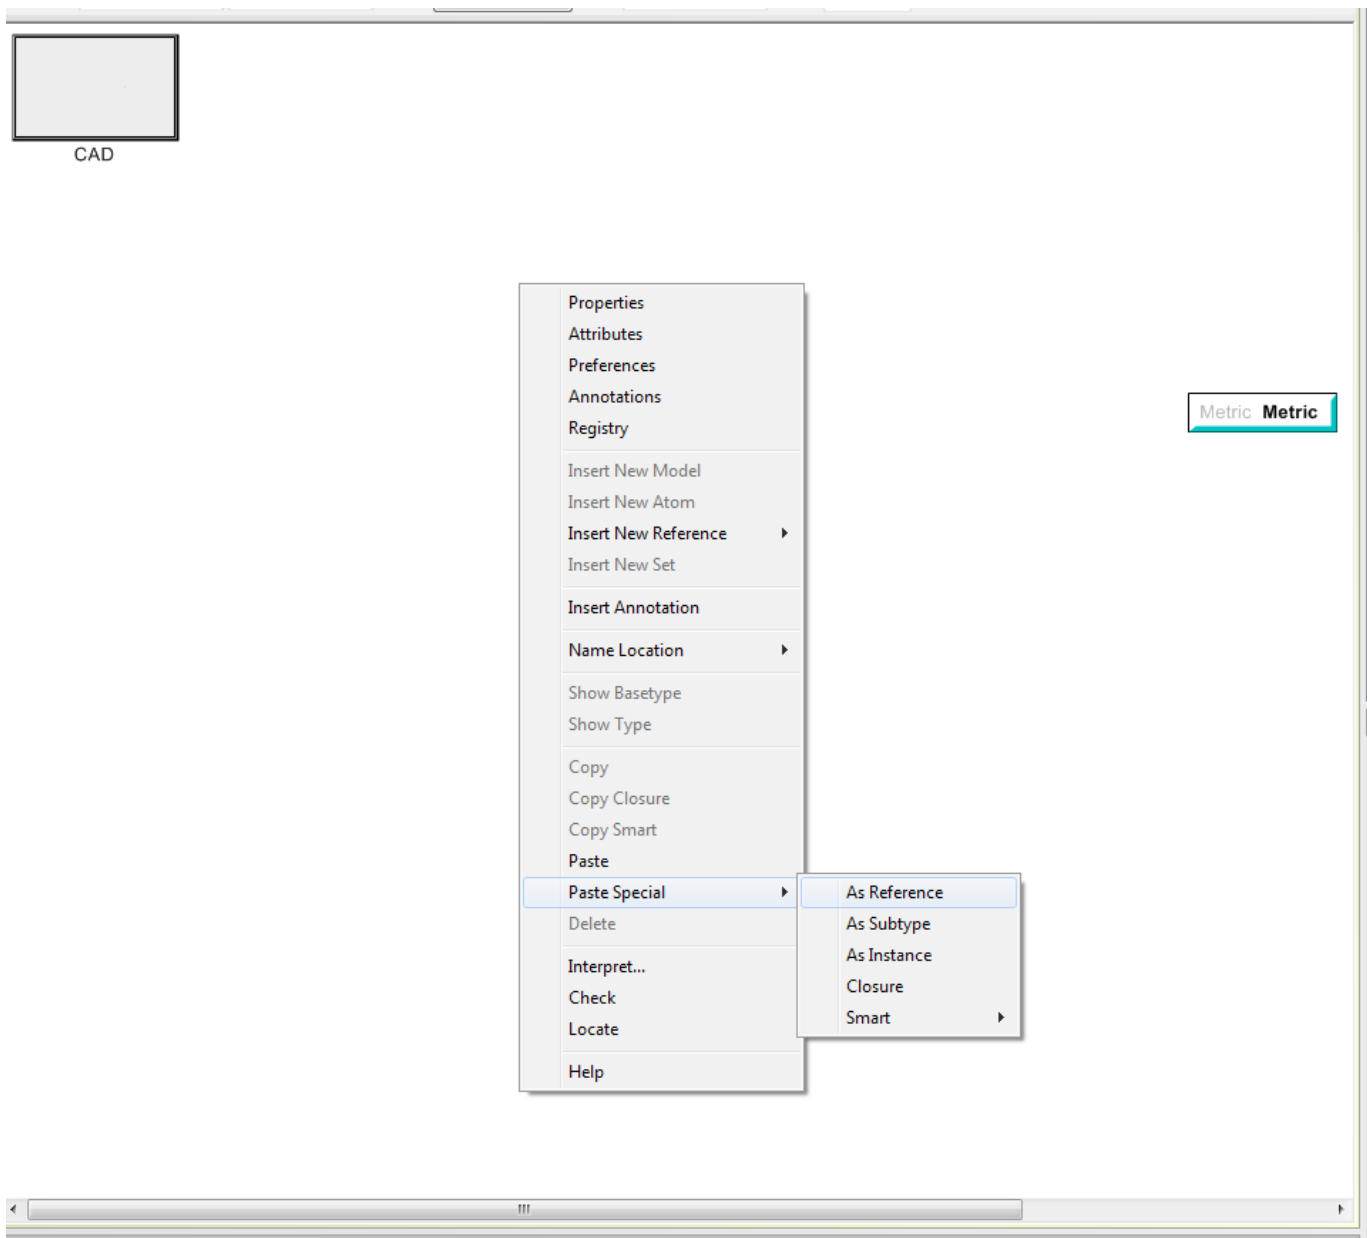 CAD
Properties
Attributes
Preferences
Annotations
Registry
Metric Metric
Insert New Model
Insert New Atom
Insert New Reference
Insert New Set
Insert Annotation
Name Location
Show Basetype
Show Type
Copy
Copy Closure
Copy Smart
Paste
Paste Special
Delete
Interpret...
Check
Locate
Help
As Reference
As Subtype
As Instance
Closure
Smart